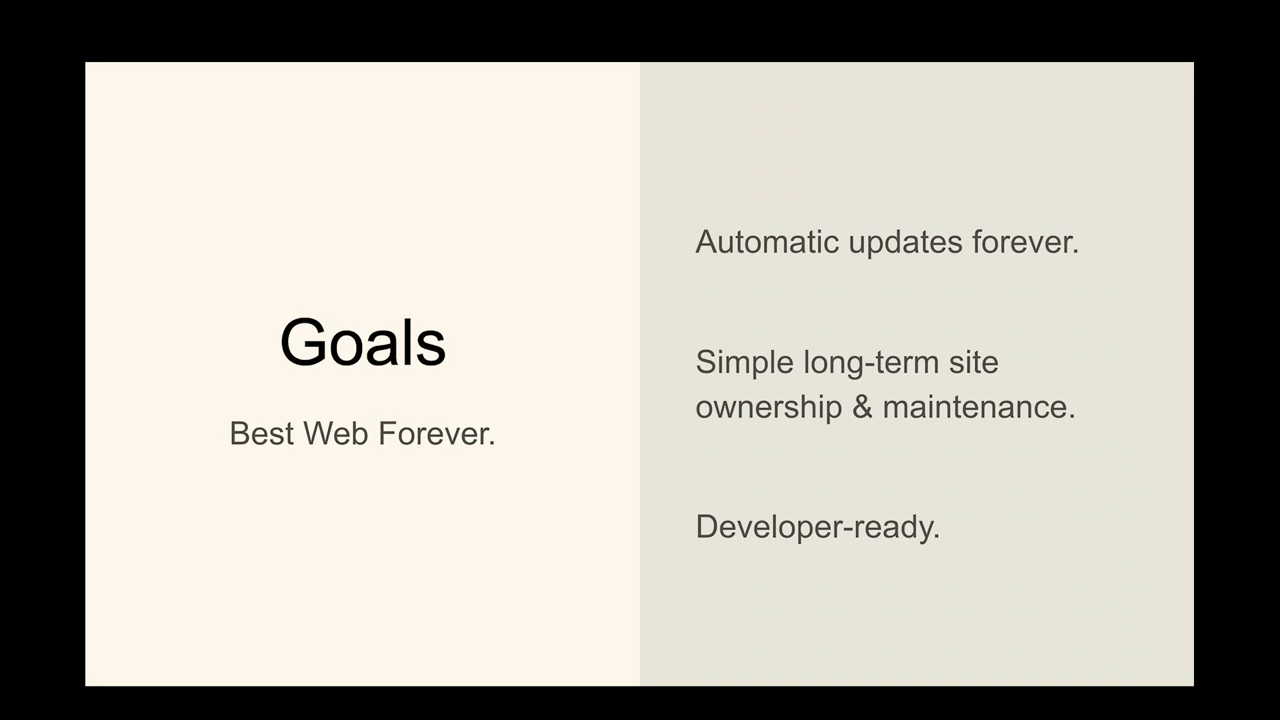 Goals
Best Web Forever.
Automatic updates forever.
Simple long-term site
ownership & maintenance.
Developer-ready.